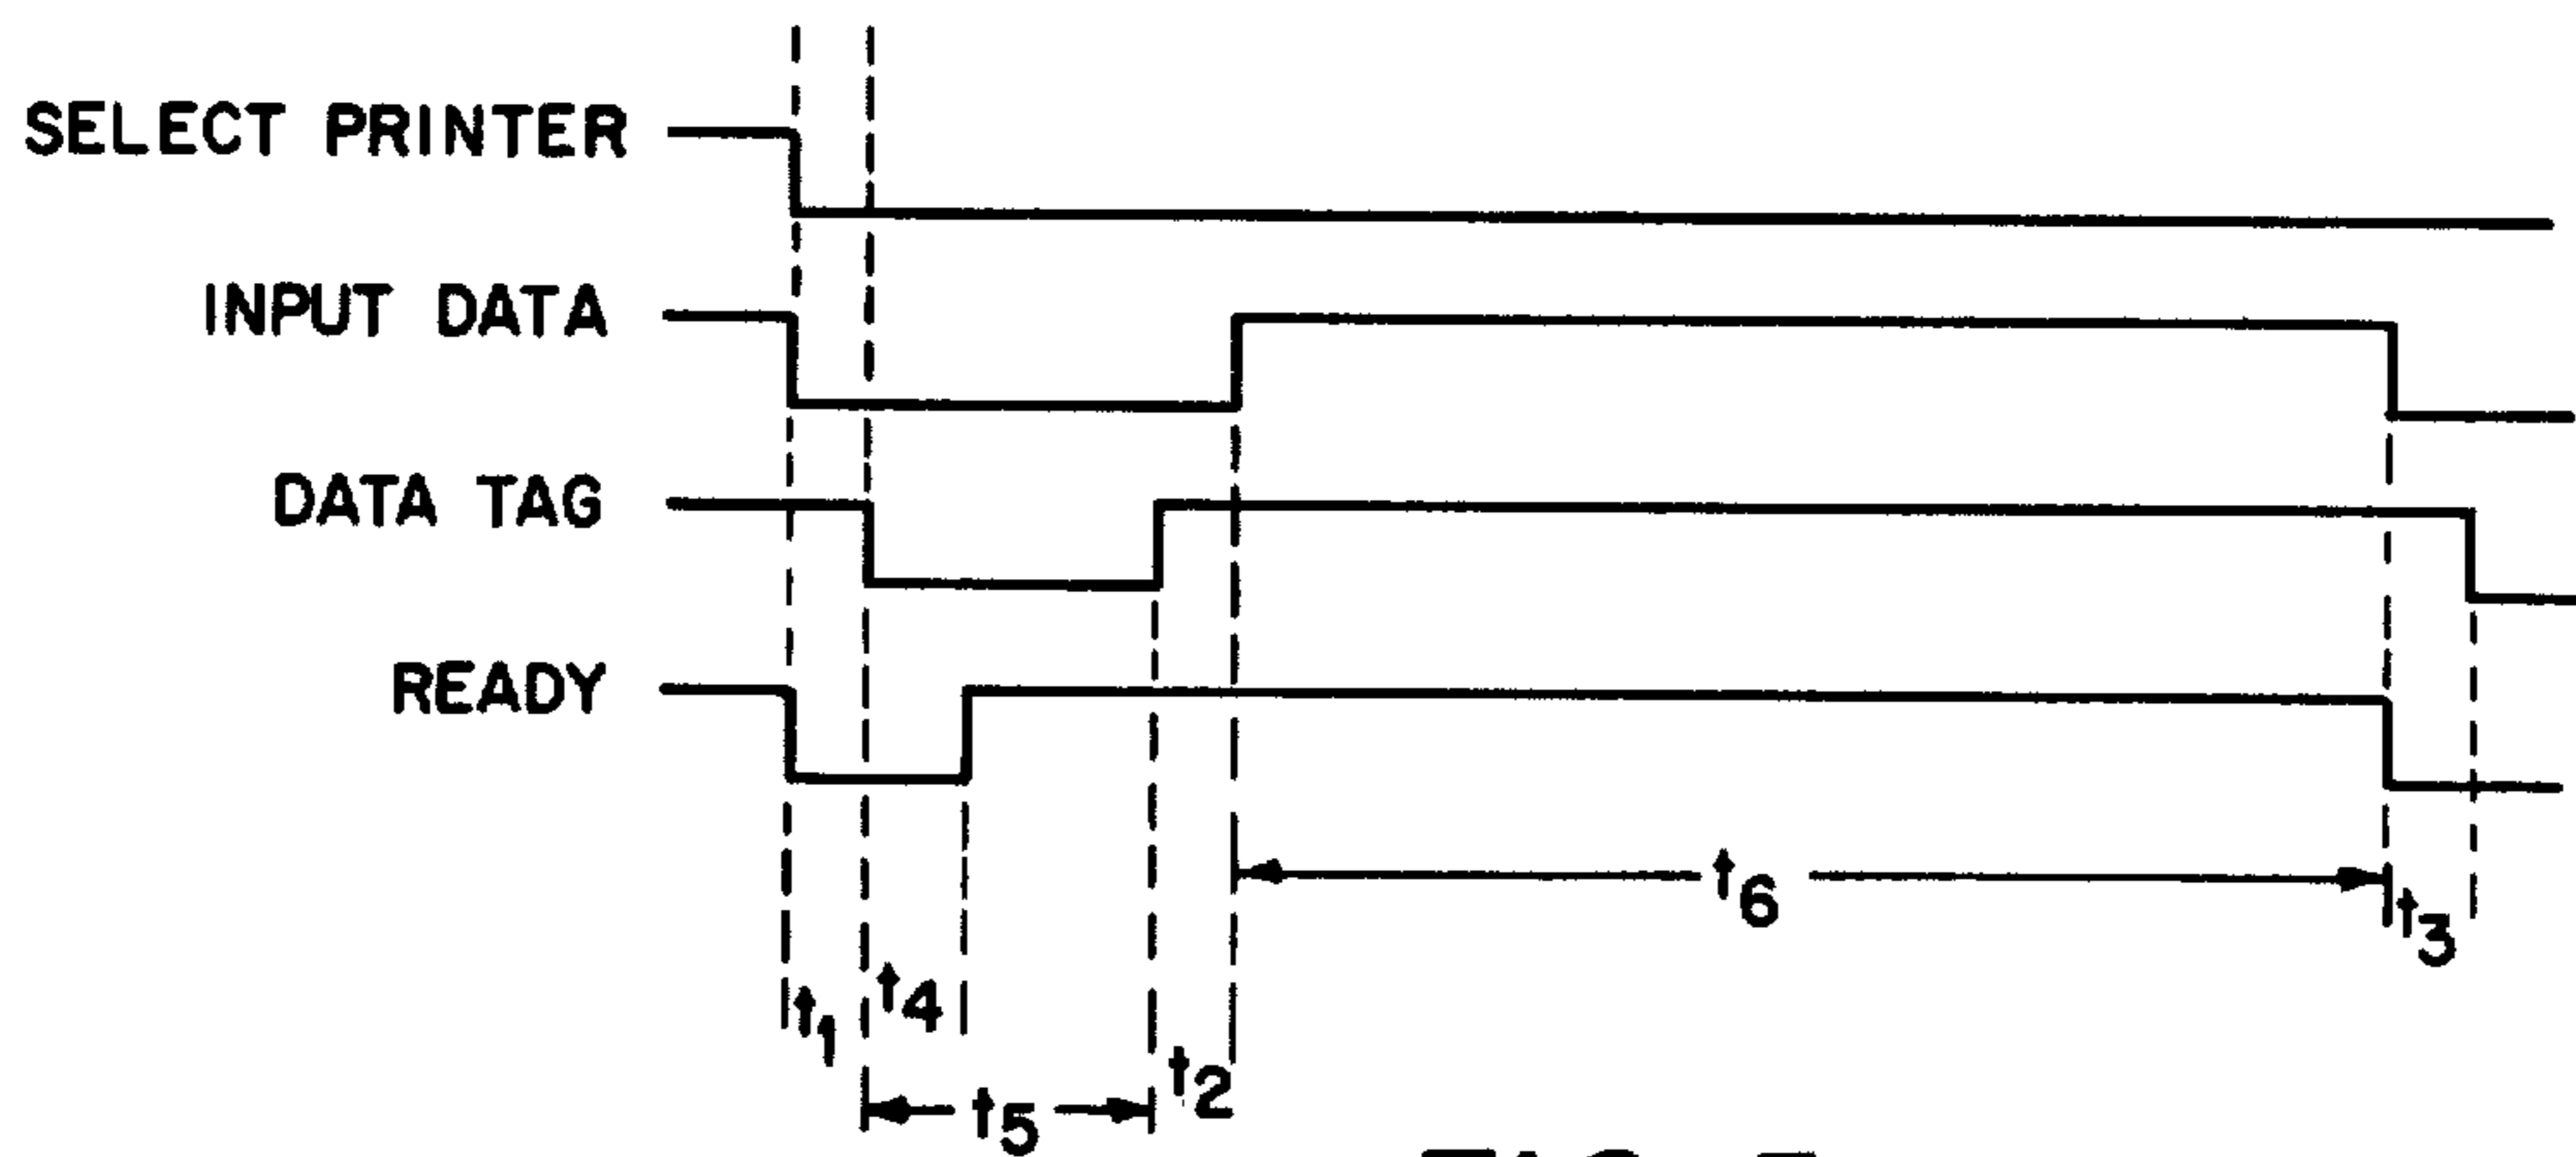 SELECT PRINTER
INPUT DATA
DATA TAG
READY
t6
t3
t4
t1
t2
t5